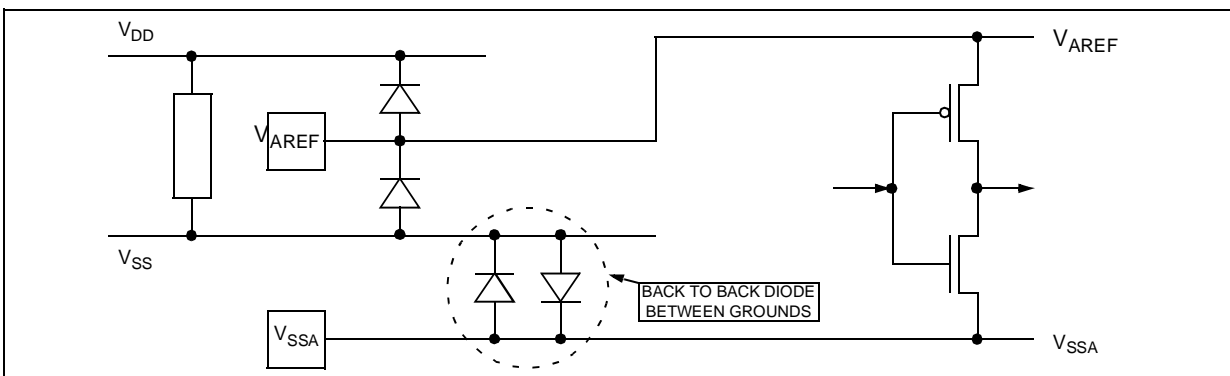 VDD
VAREF
VAREF
VSS
BACK TO BACK DIODE
BETWEEN GROUNDS
VSSA
VSSA